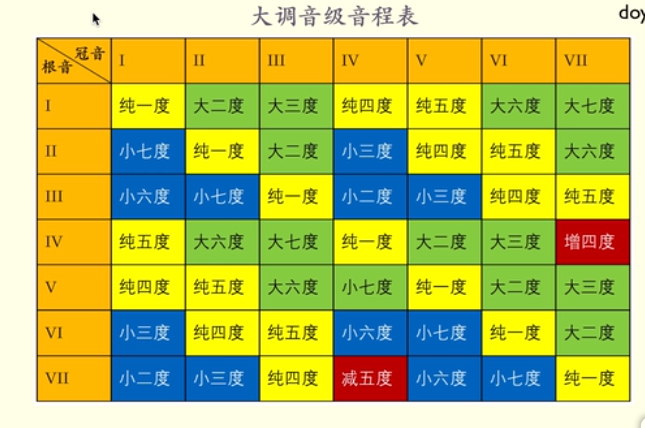 大调音级音程表
doy
冠音
根音
I II III IV V VI VII
I 纯一度 大二度 大三度 纯四度 纯五度 大六度 大七度
II 小七度 纯一度 大二度 小三度 纯四度 纯五度 大六度
III 小六度 小七度 纯一度 小二度 小三度 纯四度 纯五度
IV 纯五度 大六度 大七度 纯一度 大二度 大三度 增四度
V 纯四度 纯五度 大六度 小七度 纯一度 大二度 大三度
VI 小三度 纯四度 纯五度 小六度 小七度 纯一度 大二度
VII 小二度 小三度 纯四度 减五度 小六度 小七度 纯一度